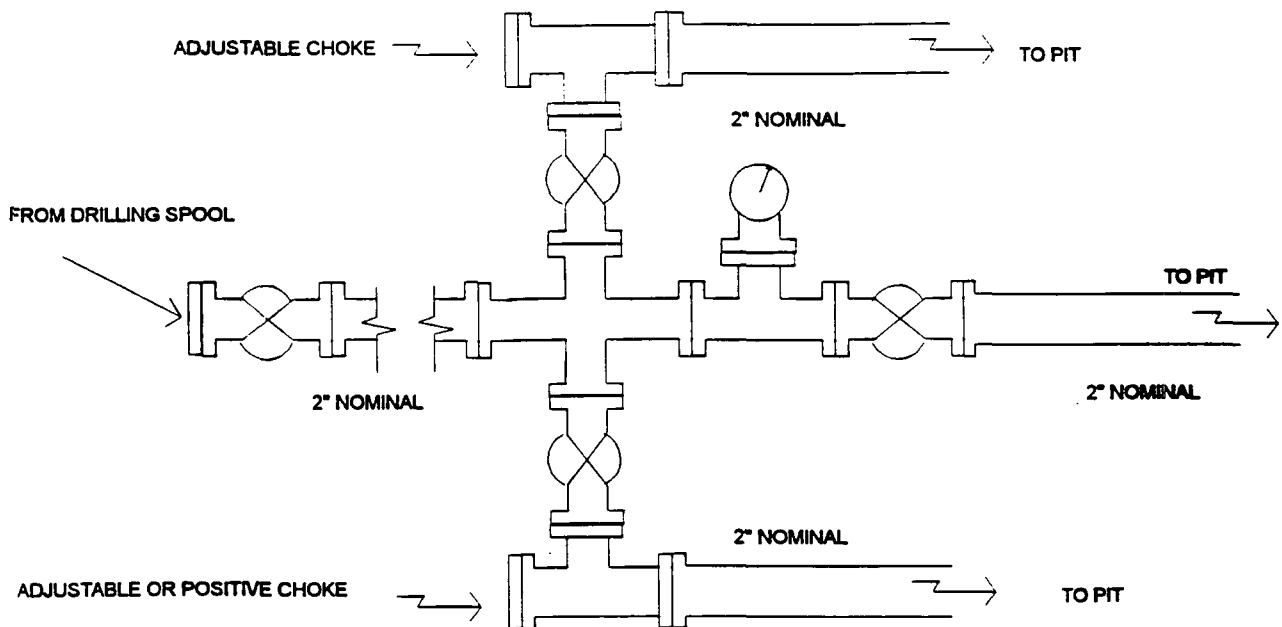 ADJUSTABLE CHOKE
TO PIT
2" NOMINAL
FROM DRILLING SPOOL
TO PIT
2" NOMINAL
2" NOMINAL
2" NOMINAL
ADJUSTABLE OR POSITIVE CHOKE
TO PIT